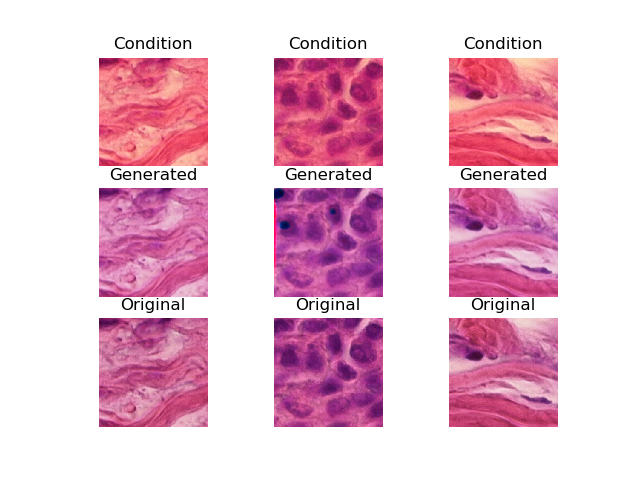 Condition Condition Condition
Generated Generated Generated
Original Original Original